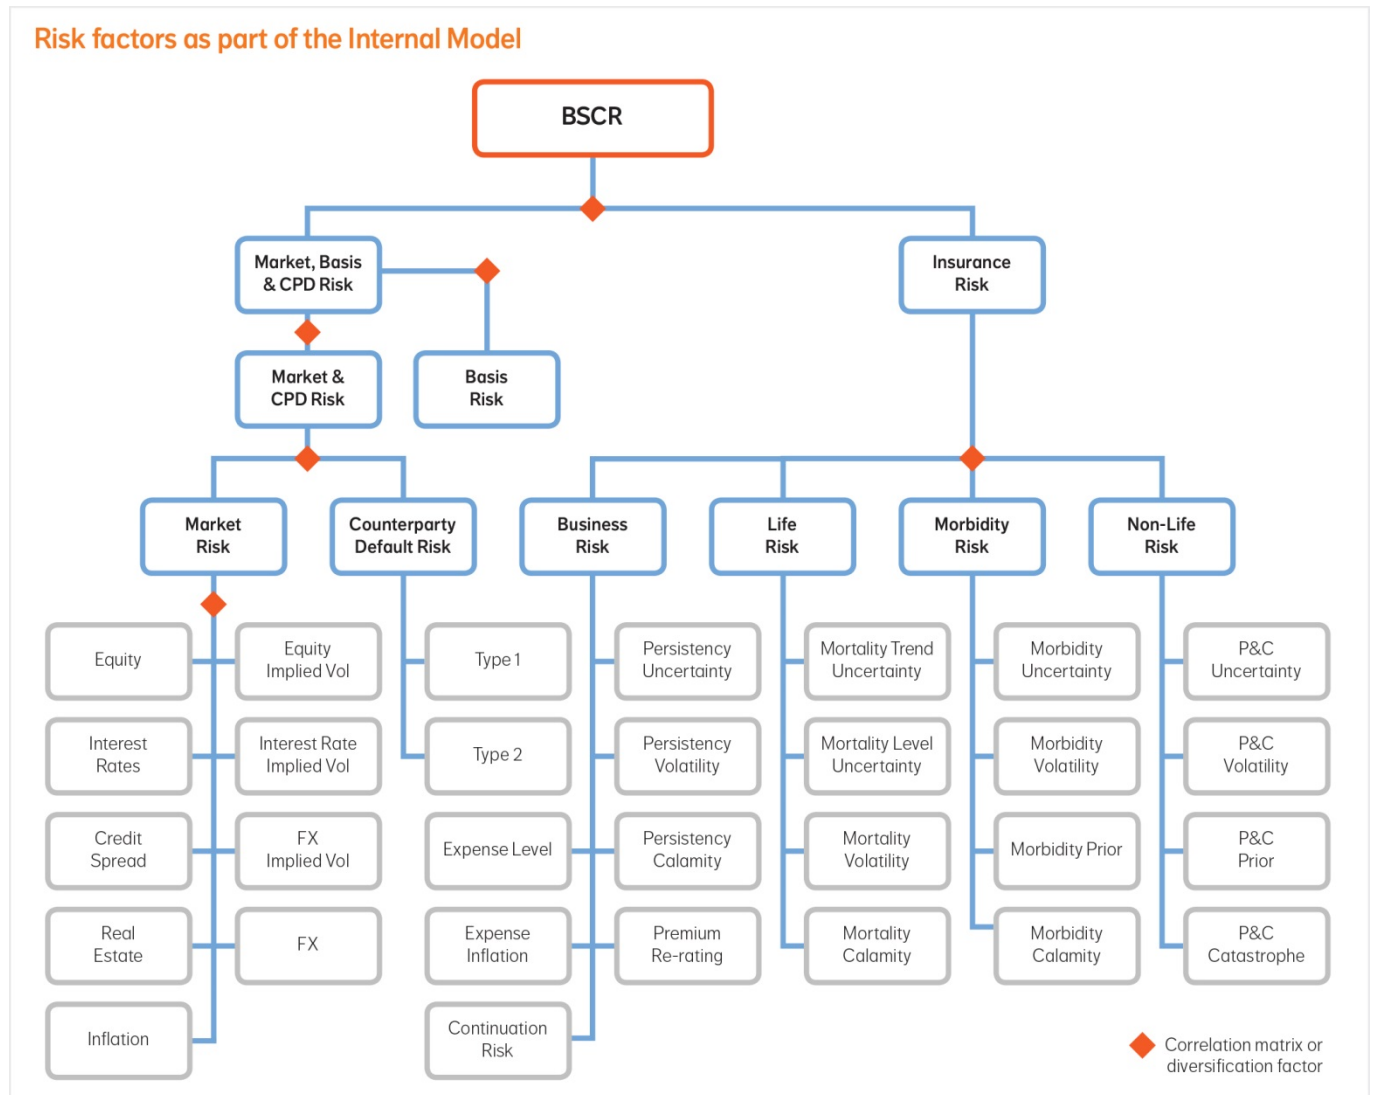 Risk factors as part of the Internal Model
BSCR
Market, Basis
& CPD Risk
Insurance
Risk
Market &
CPD Risk
Basis
Risk
Market
Risk
Counterparty
Default Risk
Business
Risk
Life
Risk
Morbidity
Risk
Non-Life
Risk
Equity
Equity
Implied Vol
Type 1
Persistency
Uncertainty
Mortality Trend
Uncertainty
Morbidity
Uncertainty
P&C
Uncertainty
Interest
Rates
Interest Rate
Implied Vol
Type 2
Persistency
Volatility
Mortality Level
Uncertainty
Morbidity
Volatility
P&C
Volatility
Credit
Spread
FX
Implied Vol
Expense Level
Persistency
Calamity
Mortality
Volatility
Morbidity Prior
P&C
Prior
Real
Estate
FX
Expense
Inflation
Premium
Re-rating
Mortality
Calamity
Morbidity
Calamity
P&C
Catastrophe
Inflation
Continuation
Risk
Correlation matrix or
diversification factor